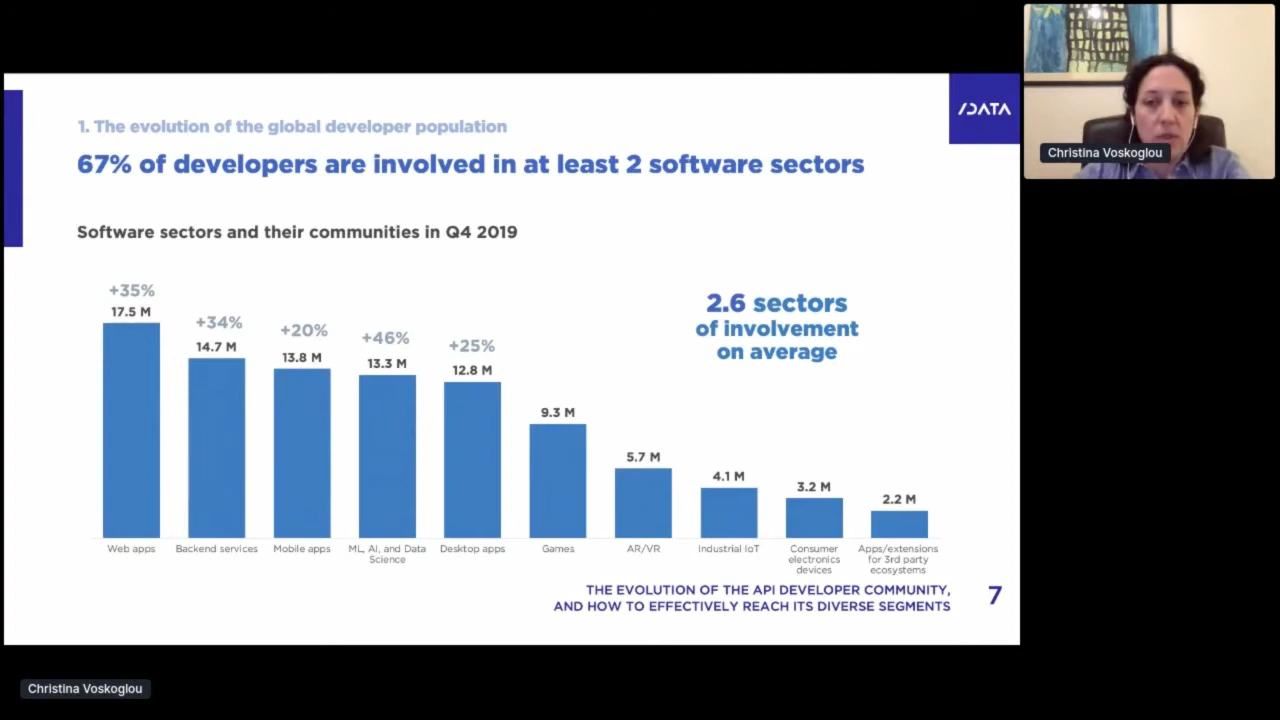 1. The evolution of the global developer population
/DATA
67% of developers are involved in at least 2 software sectors
Christina Voskoglou
Software sectors and their communities in Q4 2019
+35%
17.5 M
+34%
14.7 M
+20%
13.8 M
+46%
13.3 M
+25%
12.8 M
9.3 M
5.7 M
4.1 M
3.2 M
2.2 M
2.6 sectors
of involvement
on average
Web apps
Backend services
Mobile apps
ML, AI, and Data
Science
Desktop apps
Games
AR/VR
Industrial IoT
Consumer
electronics
devices
Apps/extensions
for 3rd party
ecosystems
THE EVOLUTION OF THE API DEVELOPER COMMUNITY,
AND HOW TO EFFECTIVELY REACH ITS DIVERSE SEGMENTS
7
Christina Voskoglou